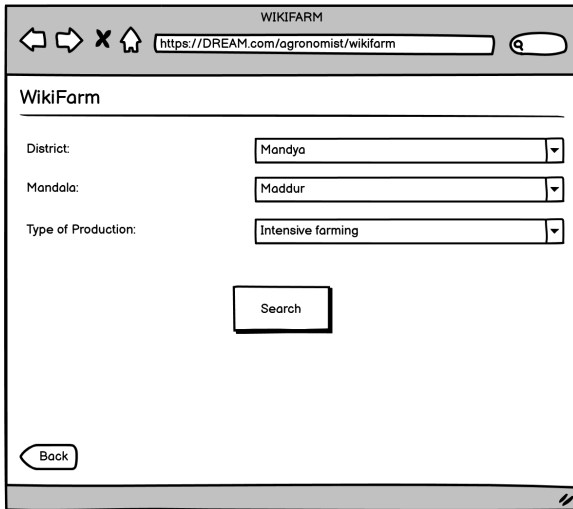 WIKIFARM
https://DREAM.com/agronomist/wikifarm
WikiFarm
District: Mandya
Mandala: Maddur
Type of Production: Intensive farming
Search
Back